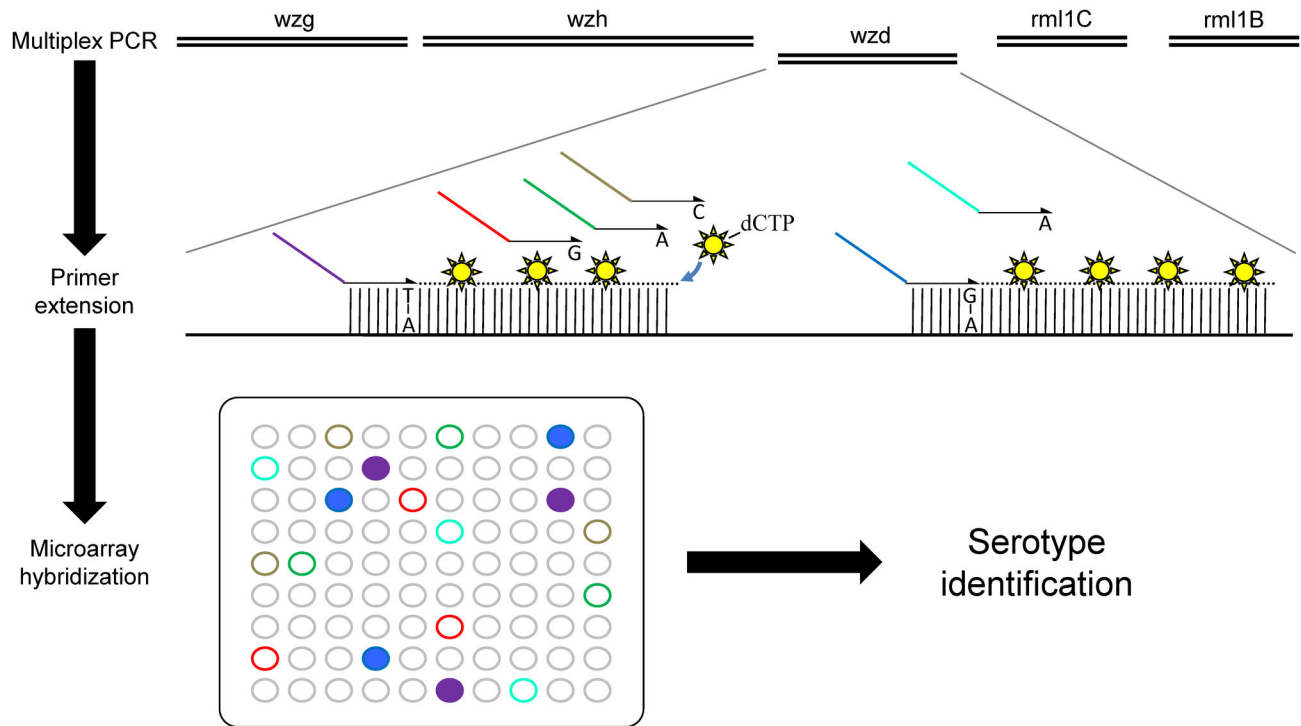 Multiplex PCR
wzg
wzh
wzd
rml1C
rml1B
C
A
G
A
dCTP
Primer
extension
T
A
G
A
Microarray
hybridization
Serotype
identification